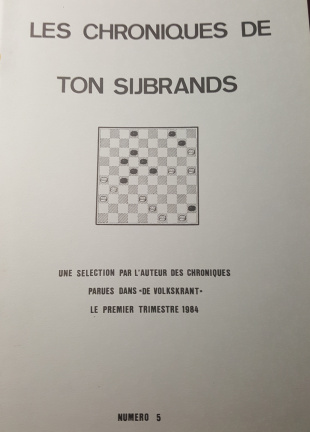 LES CHRONIQUES DE
TON SIJBRANDS
UNE SELECTION PAR L'AUTEUR DES CHRONIQUES
PARUES DANS «DE VOLKSKRANT»
LE PREMIER TRIMESTRE 1984
NUMERO 5